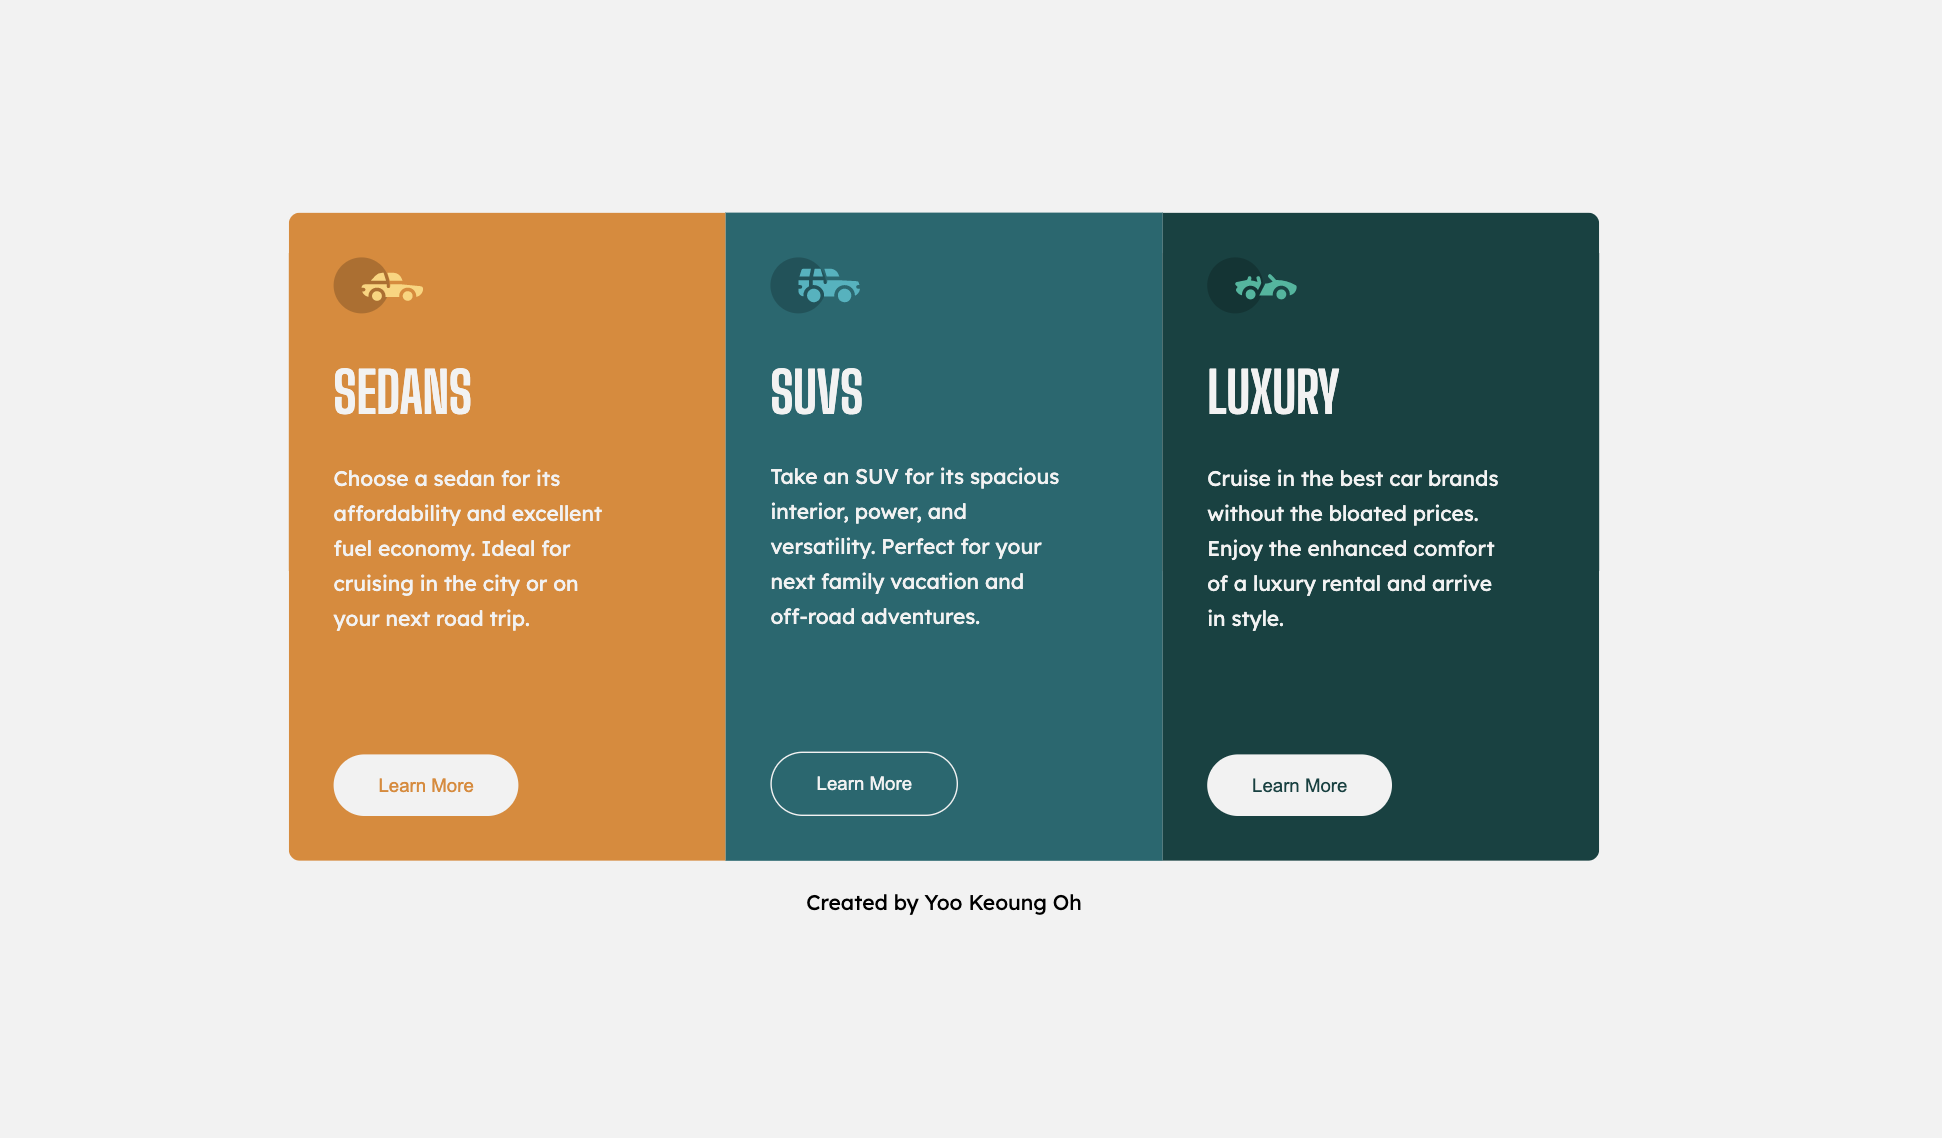 SEDANS
Choose a sedan for its
affordability and excellent
fuel economy. Ideal for
cruising in the city or on
your next road trip.
Learn More
SUVS
Take an SUV for its spacious
interior, power, and
versatility. Perfect for your
next family vacation and
off-road adventures.
Learn More
LUXURY
Cruise in the best car brands
without the bloated prices.
Enjoy the enhanced comfort
of a luxury rental and arrive
in style.
Learn More
Created by Yoo Keoung Oh